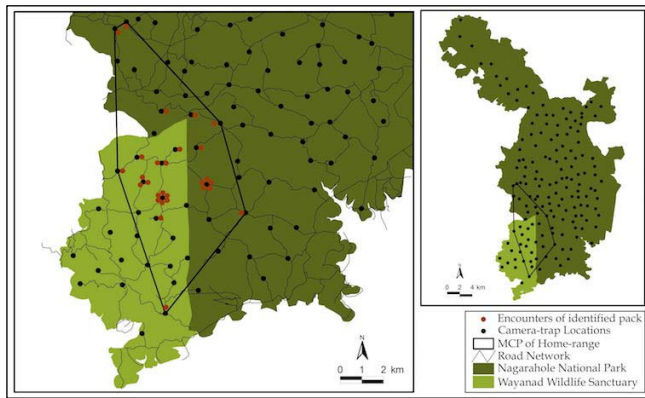 N
0 1 2 km
N
0 2 4 km
Encounters of identified pack
Camera-trap Locations
MCP of Home-range
Road Network
Nagarahole National Park
Wayanad Wildlife Sanctuary